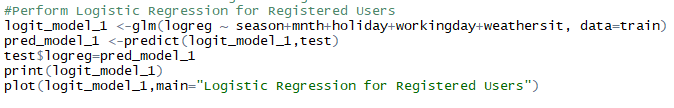 #Perform Logistic Regression for Registered Users
logit_model_1 <-glm(logreg ~ season+mnth+holiday+workingday+weathersit, data=train)
pred_model_1 <-predict(logit_model_1,test)
test$logreg=pred_model_1
print(logit_model_1)
plot(logit_model_1,main="Logistic Regression for Registered Users")